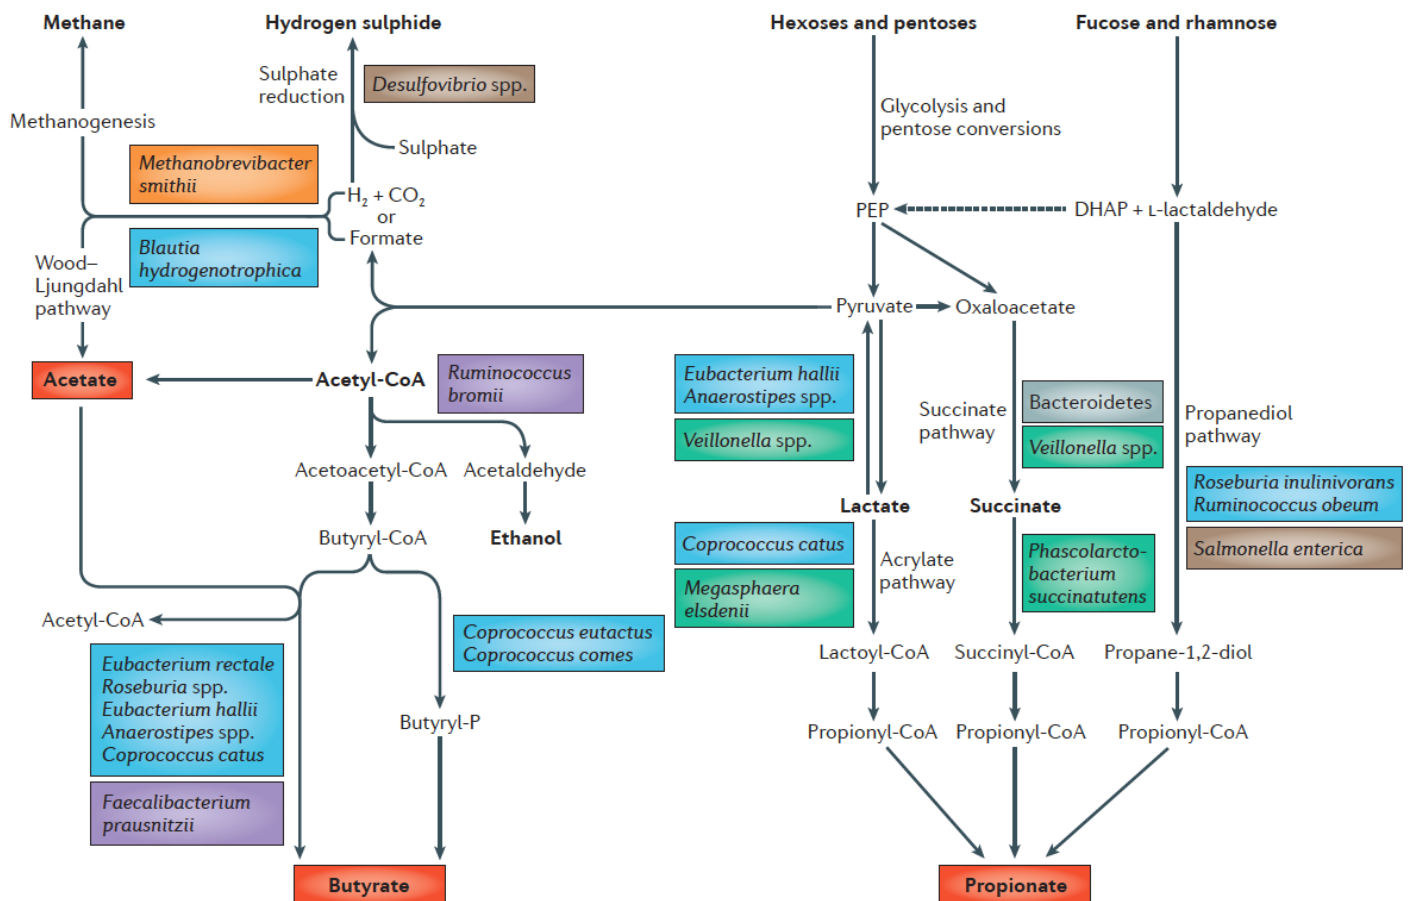 Methane
Hydrogen sulphide
Hexoses and pentoses
Fucose and rhamnose
Sulphate
reduction
Desulfovibrio spp.
Glycolysis and
pentose conversions
Methanogenesis
Sulphate
Methanobrevibacter
smithii
H₂ + CO₂
or
Formate
PEP
DHAP + L-lactaldehyde
Blautia
hydrogenotrophica
Wood–
Ljungdahl
pathway
Pyruvate
Oxaloacetate
Acetate
Acetyl-CoA
Ruminococcus
bromii
Eubacterium hallii
Anaerostipes spp.
Veillonella spp.
Succinate
pathway
Bacteroidetes
Veillonella spp.
Propanediol
pathway
Acetoacetyl-CoA
Acetaldehyde
Roseburia inulinivorans
Ruminococcus obeum
Salmonella enterica
Lactate
Succinate
Butyryl-CoA
Ethanol
Coprococcus catus
Megasphaera
elsdenii
Acrylate
pathway
Phascolarcto-
bacterium
succinatutens
Acetyl-CoA
Coprococcus eutactus
Coprococcus comes
Lactoyl-CoA
Succinyl-CoA
Propane-1,2-diol
Eubacterium rectale
Roseburia spp.
Eubacterium hallii
Anaerostipes spp.
Coprococcus catus
Faecalibacterium
prausnitzii
Butyryl-P
Propionyl-CoA
Propionyl-CoA
Propionyl-CoA
Butyrate
Propionate